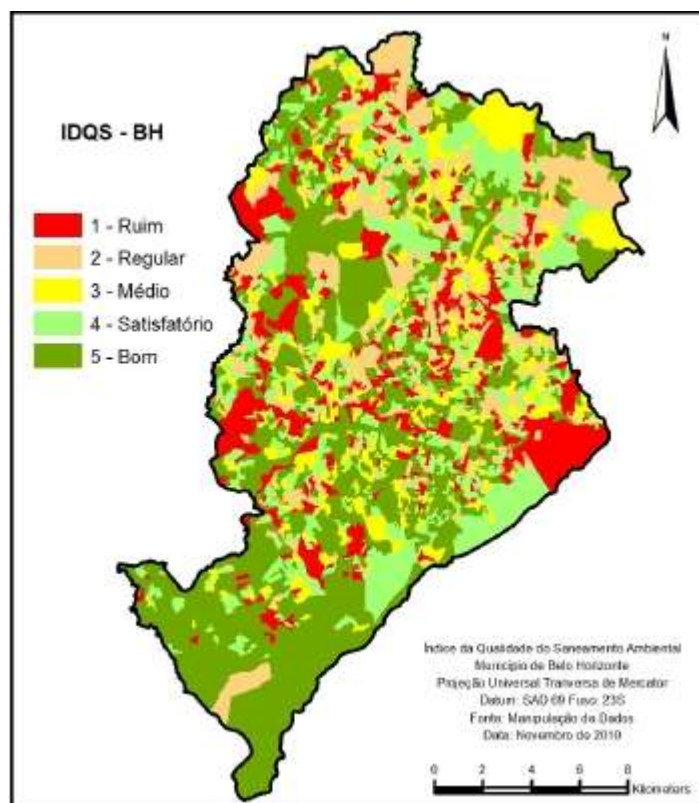 N
IDQS - BH
1 - Ruim
2 - Regular
3 - Médio
4 - Satisfatório
5 - Bom
Índice da Qualidade do Saneamento Ambiental
Município de Belo Horizonte
Projeção Universal Tranversa de Mercator
Datum: SAD 69 Fuso: 23S
Fonte: Manipulação de Dados
Data: Novembro de 2010
0 2 4 6 8
Kilometers